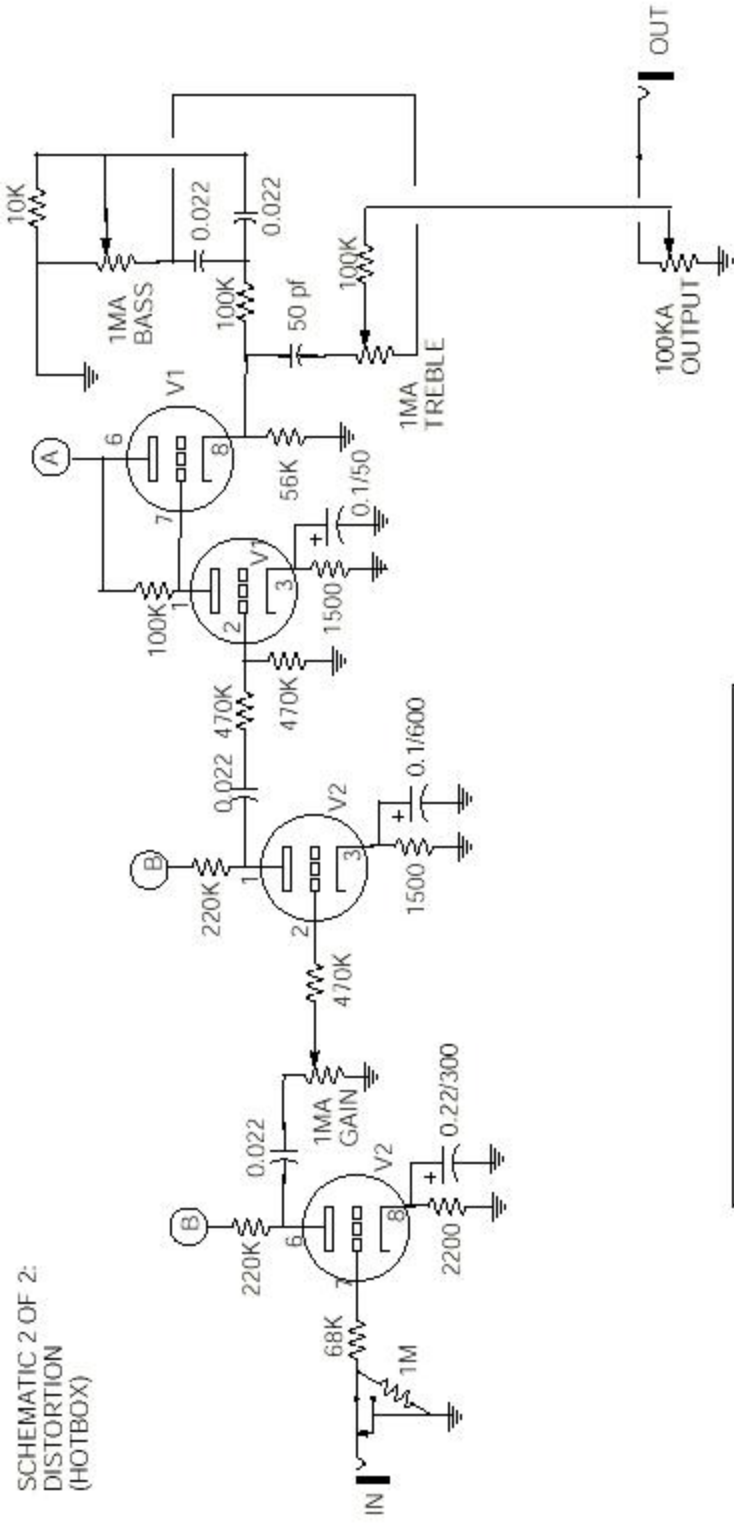 SCHEMATIC 2 OF 2:
DISTORTION
(HOTBOX)
IN
1M
68K
7
V2
6
8
220K
B
2200
0.22/300
+
0.022
1MA
GAIN
470K
2
V2
1
3
220K
B
1500
0.1/600
+
0.022
470K
470K
2
V1
1
3
100K
1500
0.1/50
+
7
V1
6
8
A
56K
100K
50 pf
1MA
TREBLE
100K
1MA
BASS
0.022
0.022
10K
100KA
OUTPUT
OUT